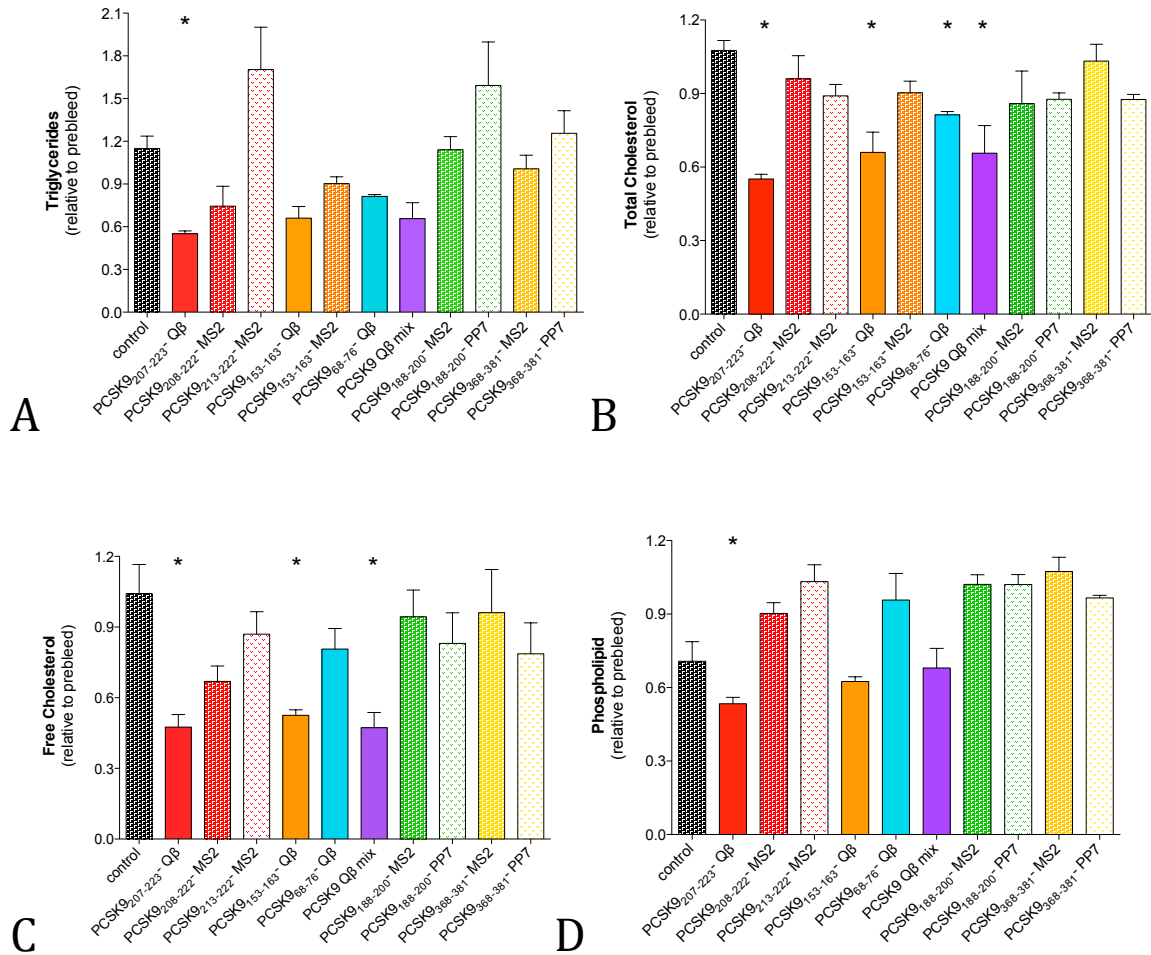 Triglycerides
(relative to prebleed)
2.1
1.8
1.5
1.2
0.9
0.6
0.3
0.0
*
control
PCSK9207-223- Qβ
PCSK9208-222- MS2
PCSK9213-222- MS2
PCSK9153-163- Qβ
PCSK9153-163- MS2
PCSK968-76- Qβ
PCSK9 Qβ mix
PCSK9188-200- MS2
PCSK9188-200- PP7
PCSK9368-381- MS2
PCSK9368-381- PP7
A
Total Cholesterol
(relative to prebleed)
1.2
0.9
0.6
0.3
0.0
* * * *
control
PCSK9207-223- Qβ
PCSK9208-222- MS2
PCSK9213-222- MS2
PCSK9153-163- Qβ
PCSK9153-163- MS2
PCSK968-76- Qβ
PCSK9 Qβ mix
PCSK9188-200- MS2
PCSK9188-200- PP7
PCSK9368-381- MS2
PCSK9368-381- PP7
B
Free Cholesterol
(relative to prebleed)
1.2
0.9
0.6
0.3
0.0
* * *
control
PCSK9207-223- Qβ
PCSK9208-222- MS2
PCSK9213-222- MS2
PCSK9153-163- Qβ
PCSK968-76- Qβ
PCSK9 Qβ mix
PCSK9188-200- MS2
PCSK9188-200- PP7
PCSK9368-381- MS2
PCSK9368-381- PP7
C
Phospholipid
(relative to prebleed)
1.2
0.9
0.6
0.3
0.0
*
control
PCSK9207-223- Qβ
PCSK9208-222- MS2
PCSK9213-222- MS2
PCSK9153-163- Qβ
PCSK968-76- Qβ
PCSK9 Qβ mix
PCSK9188-200- MS2
PCSK9188-200- PP7
PCSK9368-381- MS2
PCSK9368-381- PP7
D